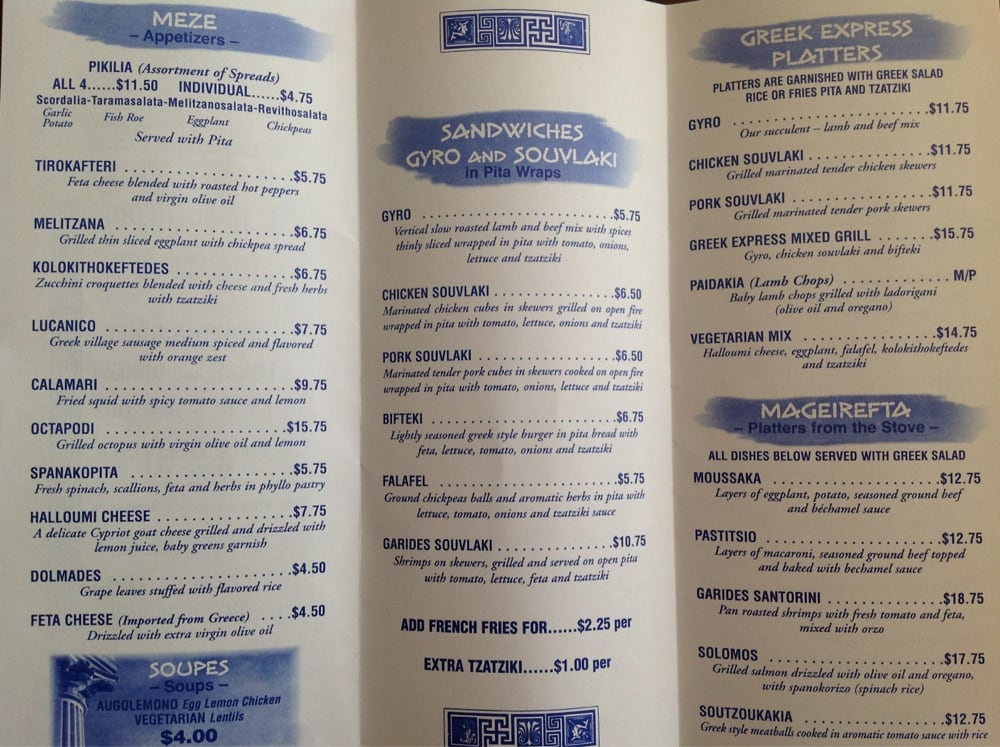 MEZE
– Appetizers –
PIKILIA (Assortment of Spreads)
ALL 4......$11.50 INDIVIDUAL......$4.75
Scordalia-Taramasalata-Melitzanosalata-Revithosalata
Garlic Potato Fish Roe Eggplant Chickpeas
Served with Pita
TIROKAFTERI ....................$5.75
Feta cheese blended with roasted hot peppers
and virgin olive oil
MELITZANA ....................$6.75
Grilled thin sliced eggplant with chickpea spread
KOLOKITHOKEFTEDES ..............$6.75
Zucchini croquettes blended with cheese and fresh herbs
with tzatziki
LUCANICO ....................$7.75
Greek village sausage medium spiced and flavored
with orange zest
CALAMARI ....................$9.75
Fried squid with spicy tomato sauce and lemon
OCTAPODI ....................$15.75
Grilled octopus with virgin olive oil and lemon
SPANAKOPITA ....................$5.75
Fresh spinach, scallions, feta and herbs in phyllo pastry
HALLOUMI CHEESE ................$7.75
A delicate Cypriot goat cheese grilled and drizzled with
lemon juice, baby greens garnish
DOLMADES ....................$4.50
Grape leaves stuffed with flavored rice
FETA CHEESE (Imported from Greece) ....$4.50
Drizzled with extra virgin olive oil
SOUPES
– Soups –
AUGOLEMONO Egg Lemon Chicken
VEGETARIAN Lentils
$4.00
SANDWICHES
GYRO AND SOUVLAKI
in Pita Wraps
GYRO ....................$5.75
Vertical slow roasted lamb and beef mix with spices
thinly sliced wrapped in pita with tomato, onions,
lettuce and tzatziki
CHICKEN SOUVLAKI ................$6.50
Marinated chicken cubes in skewers grilled on open fire
wrapped in pita with tomato, lettuce, onions and tzatziki
PORK SOUVLAKI ..................$6.50
Marinated tender pork cubes in skewers cooked on open fire
wrapped in pita with tomato, onions, lettuce and tzatziki
BIFTEKI ....................$6.75
Lightly seasoned greek style burger in pita bread with
feta, lettuce, tomato, onions and tzatziki
FALAFEL ....................$5.75
Ground chickpeas balls and aromatic herbs in pita with
lettuce, tomato, onions and tzatziki sauce
GARIDES SOUVLAKI ...............$10.75
Shrimps on skewers, grilled and served on open pita
with tomato, lettuce, feta and tzatziki
ADD FRENCH FRIES FOR......$2.25 per
EXTRA TZATZIKI......$1.00 per
GREEK EXPRESS
PLATTERS
PLATTERS ARE GARNISHED WITH GREEK SALAD
RICE OR FRIES PITA AND TZATZIKI
GYRO ....................$11.75
Our succulent – lamb and beef mix
CHICKEN SOUVLAKI ..............$11.75
Grilled marinated tender chicken skewers
PORK SOUVLAKI ................$11.75
Grilled marinated tender pork skewers
GREEK EXPRESS MIXED GRILL .......$15.75
Gyro, chicken souvlaki and bifteki
PAIDAKIA (Lamb Chops) ............ M/P
Baby lamb chops grilled with ladorigani
(olive oil and oregano)
VEGETARIAN MIX ................$14.75
Halloumi cheese, eggplant, falafel, kolokithokeftedes
and tzatziki
MAGEIREFTA
– Platters from the Stove –
ALL DISHES BELOW SERVED WITH GREEK SALAD
MOUSSAKA ....................$12.75
Layers of eggplant, potato, seasoned ground beef
and béchamel sauce
PASTITSIO ....................$12.75
Layers of macaroni, seasoned ground beef topped
and baked with bechamel sauce
GARIDES SANTORINI ..............$18.75
Pan roasted shrimps with fresh tomato and feta,
mixed with orzo
SOLOMOS ....................$17.75
Grilled salmon drizzled with olive oil and oregano,
with spanokorizo (spinach rice)
SOUTZOUKAKIA ..................$12.75
Greek style meatballs cooked in aromatic tomato sauce with rice